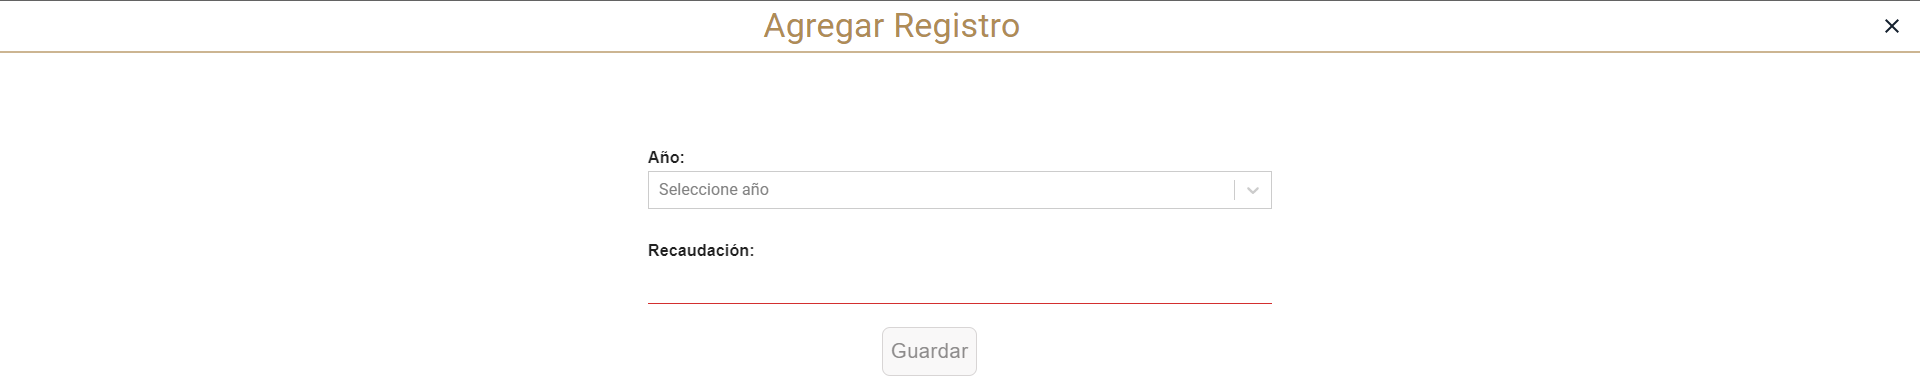 Agregar Registro
Año:
Seleccione año
Recaudación:
Guardar